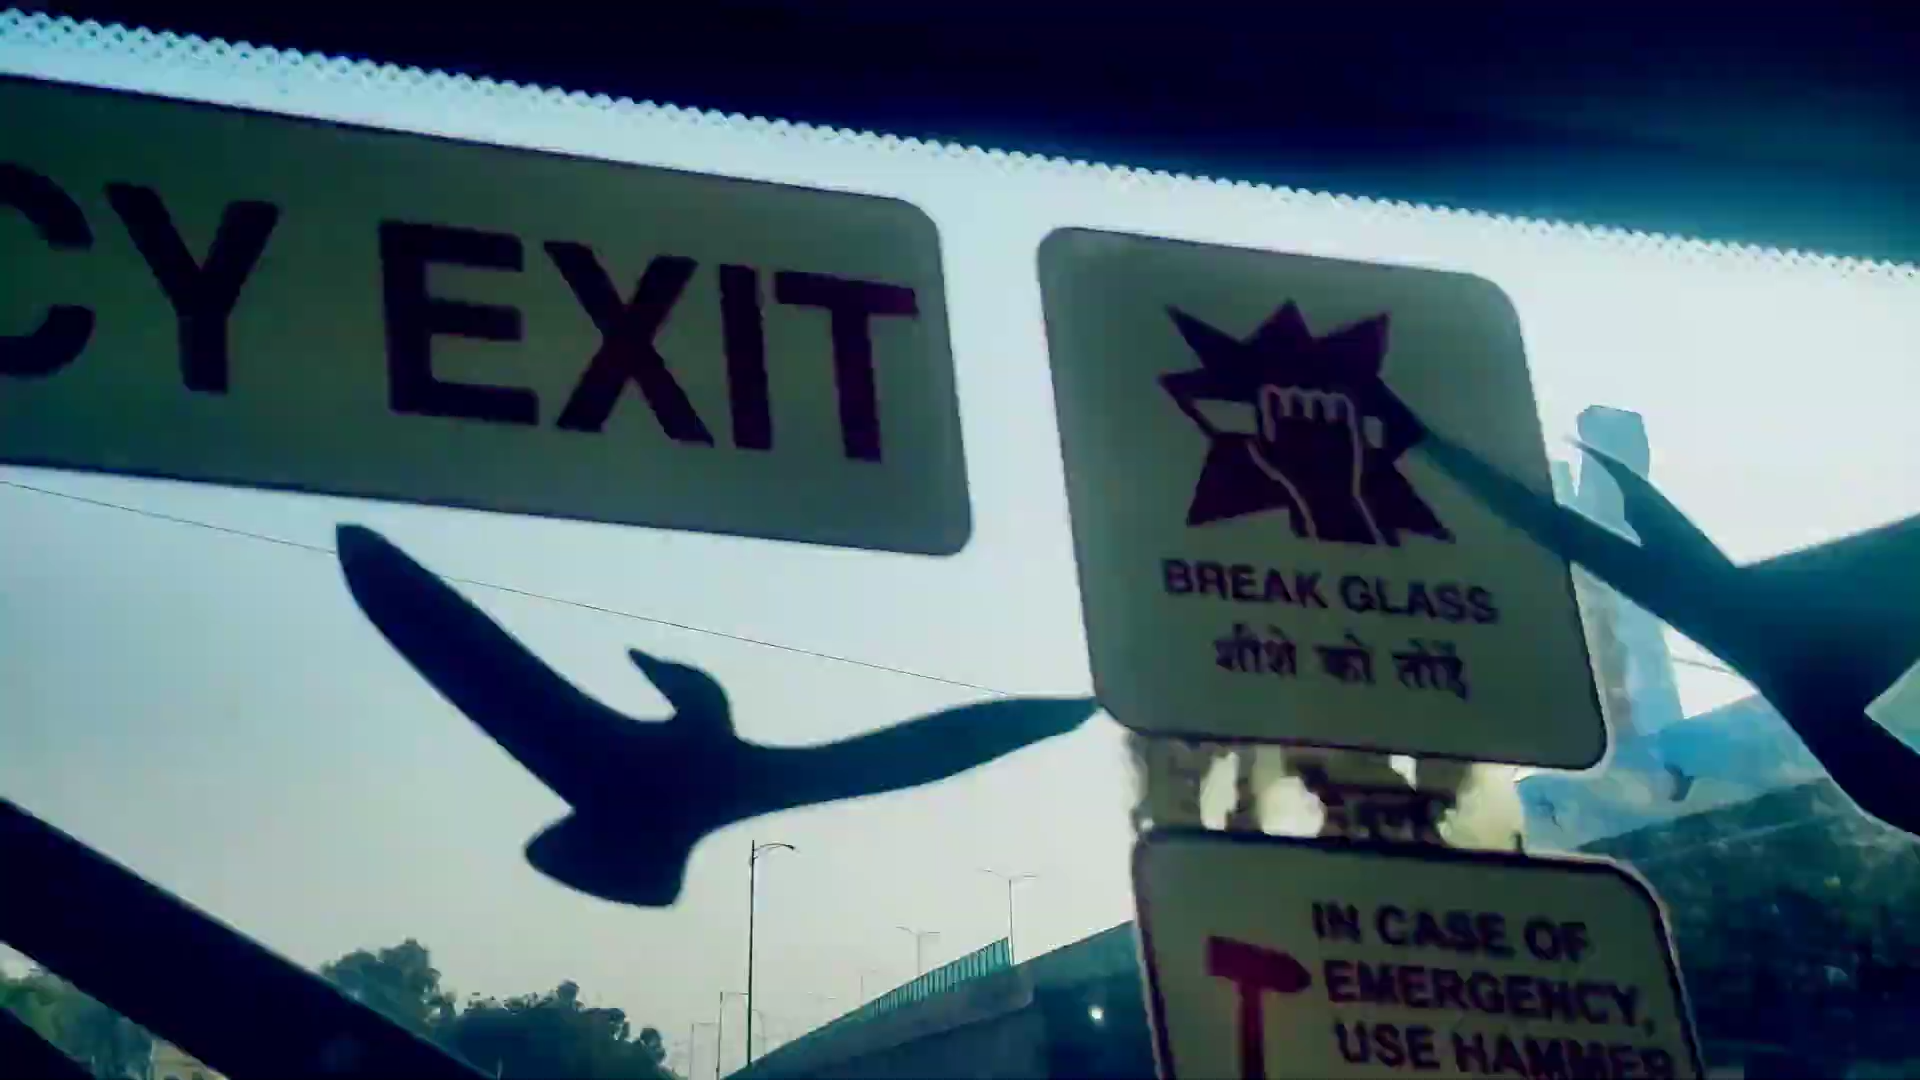 CY EXIT
BREAK GLASS
शीशे को तोड़ें
IN CASE OF
EMERGENCY,
USE HAMMER